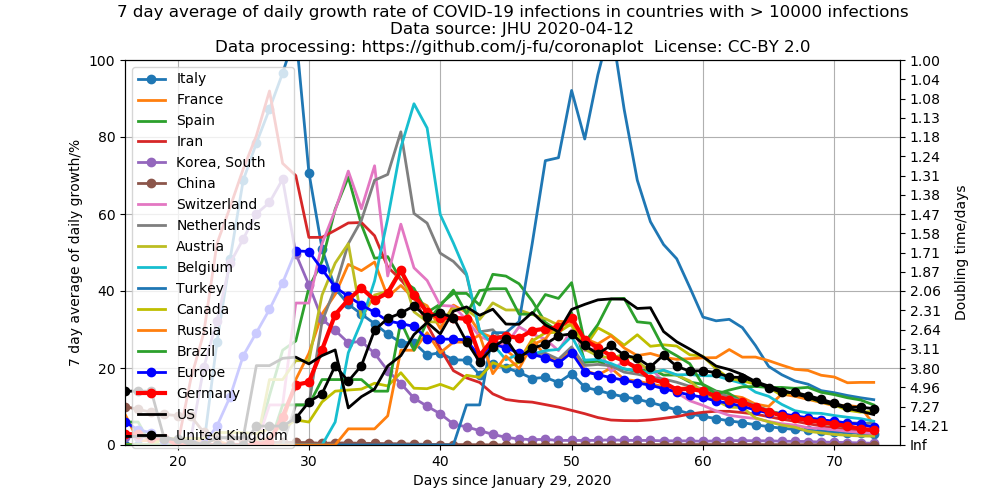 7 day average of daily growth rate of COVID-19 infections in countries with > 10000 infections
Data source: JHU 2020-04-12
Data processing: https://github.com/j-fu/coronaplot  License: CC-BY 2.0
7 day average of daily growth/%
100
80
60
40
20
0
Italy
France
Spain
Iran
Korea, South
China
Switzerland
Netherlands
Austria
Belgium
Turkey
Canada
Russia
Brazil
Europe
Germany
US
United Kingdom
1.00
1.04
1.08
1.13
1.18
1.24
1.31
1.38
1.47
1.58
1.71
1.87
2.06
2.31
2.64
3.11
3.80
4.96
7.27
14.21
Inf
Doubling time/days
20
30
40
50
60
70
Days since January 29, 2020